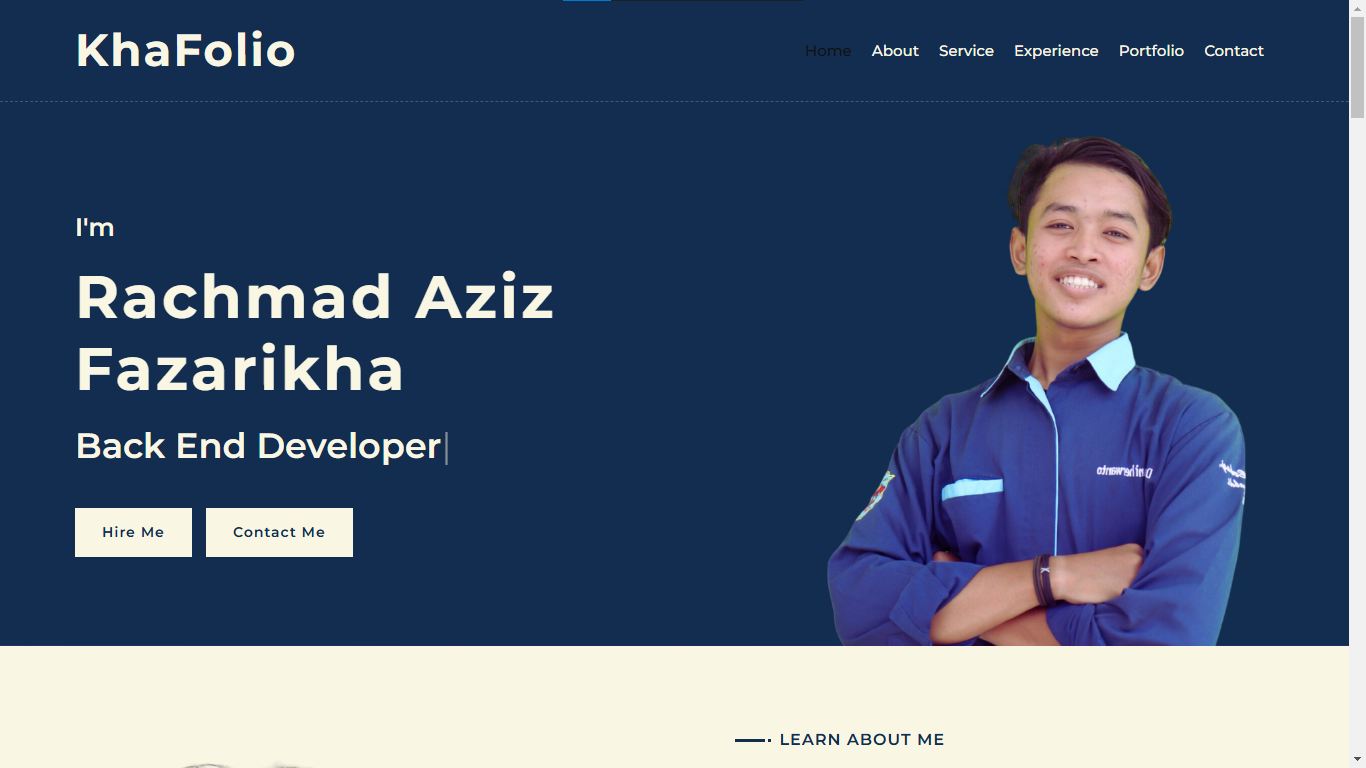 KhaFolio
Home About Service Experience Portfolio Contact
I'm
Rachmad Aziz
Fazarikha
Back End Developer
Hire Me Contact Me
LEARN ABOUT ME